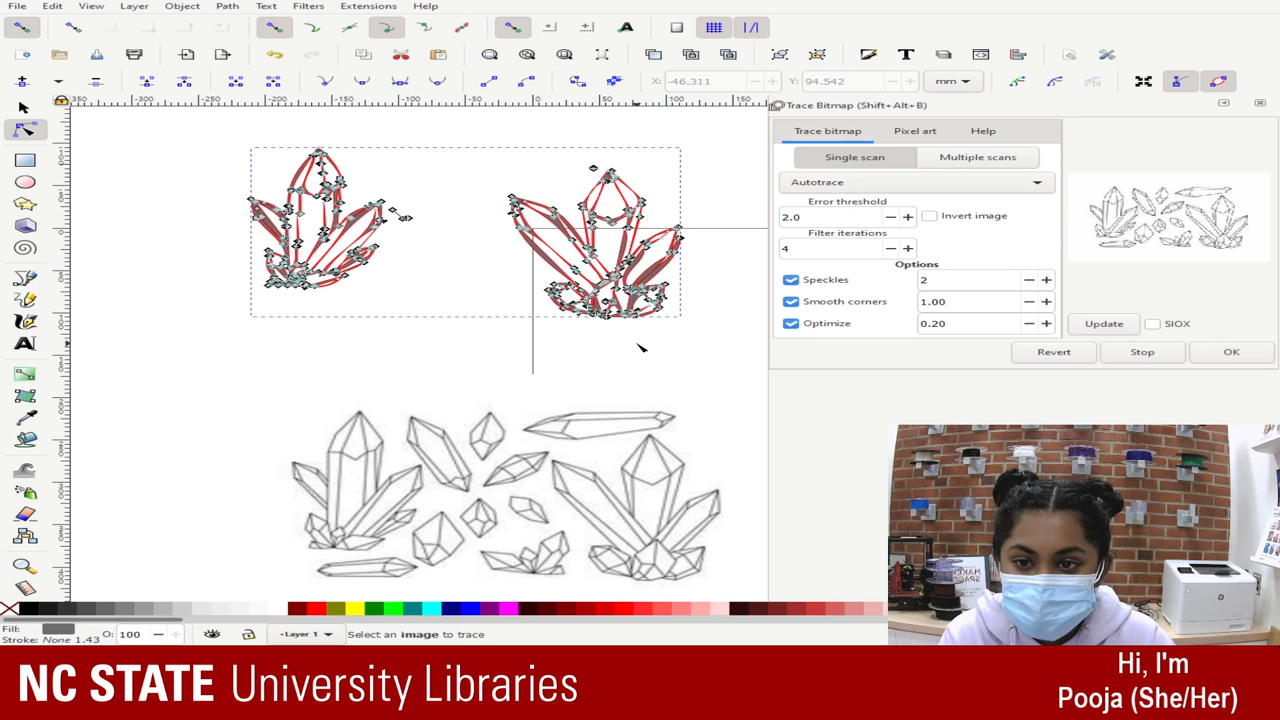 File Edit View Layer Object Path Text Filters Extensions Help
X: -46.311 Y: 94.542 mm
Trace Bitmap (Shift+Alt+B)
Trace bitmap Pixel art Help
Single scan Multiple scans
Autotrace
Error threshold
2.0 Invert image
Filter iterations
4
Options
Speckles 2
Smooth corners 1.00
Optimize 0.20
Update SIOX
Revert Stop OK
Fill:
Stroke: None 1.43
O: 100
Layer 1
Select an image to trace
NC STATE University Libraries
Hi, I'm
Pooja (She/Her)